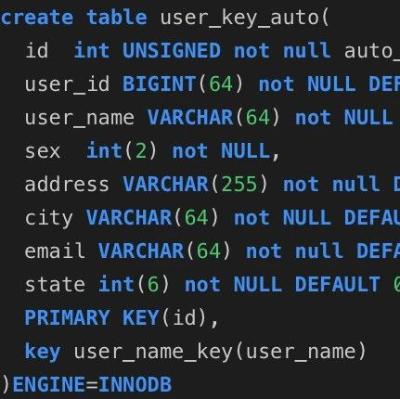 create table user_key_auto(
id int UNSIGNED not null auto_
user_id BIGINT(64) not NULL DEF
user_name VARCHAR(64) not NULL
sex int(2) not NULL,
address VARCHAR(255) not null D
city VARCHAR(64) not NULL DEFAU
email VARCHAR(64) not null DEFA
state int(6) not NULL DEFAULT 0
PRIMARY KEY(id),
key user_name_key(user_name)
)ENGINE=INNODB